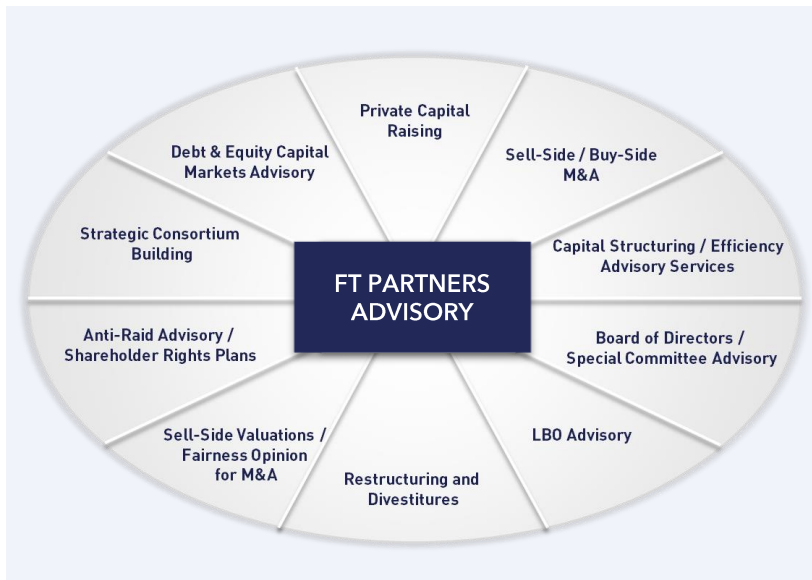 Private Capital
Raising
Debt & Equity Capital
Markets Advisory
Sell-Side / Buy-Side
M&A
Strategic Consortium
Building
Capital Structuring / Efficiency
Advisory Services
FT PARTNERS
ADVISORY
Anti-Raid Advisory /
Shareholder Rights Plans
Board of Directors /
Special Committee Advisory
Sell-Side Valuations /
Fairness Opinion
for M&A
LBO Advisory
Restructuring and
Divestitures